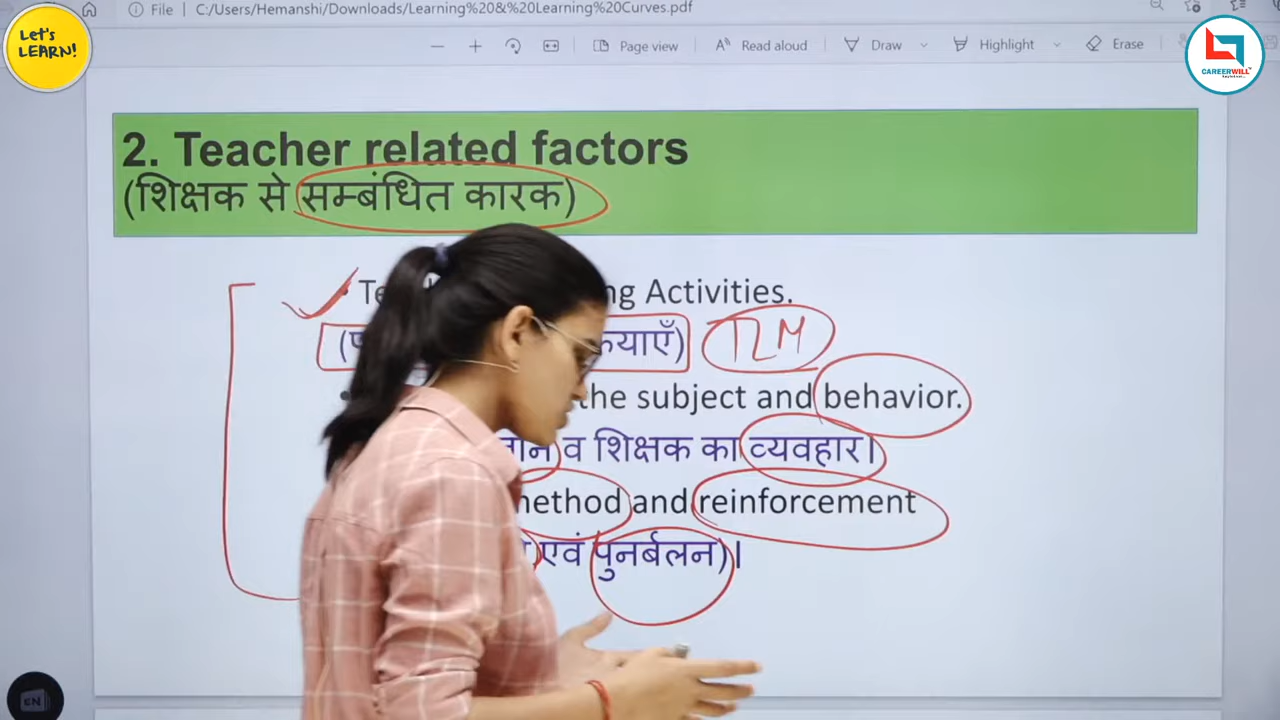 Let's LEARN!
File | C:/Users/Hemanshi/Downloads/Learning%20&%20Learning%20Curves.pdf
Page view Read aloud Draw Highlight Erase
CAREERWILL
2. Teacher related factors
(शिक्षक से सम्बंधित कारक)
Activities.
TLM
the subject and behavior.
व शिक्षक का व्यवहार।
method and reinforcement
एवं पुनर्बलन)।
EN